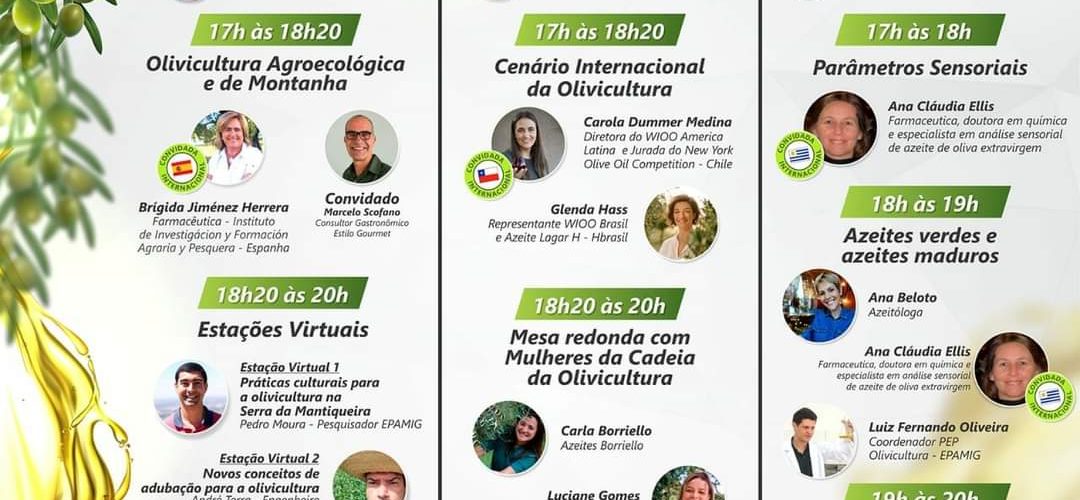 17h às 18h20
Olivicultura Agroecológica
e de Montanha
CONVIDADA
INTERNACIONAL
Brígida Jiménez Herrera
Farmacêutica - Instituto
de Investigácion y Formación
Agraria y Pesquera - Espanha
Convidado
Marcelo Scofano
Consultor Gastronômico
Estilo Gourmet
18h20 às 20h
Estações Virtuais
Estação Virtual 1
Práticas culturais para
a olivicultura na
Serra da Mantiqueira
Pedro Moura - Pesquisador EPAMIG
Estação Virtual 2
Novos conceitos de
adubação para a olivicultura
André Terra - Engenheiro
17h às 18h20
Cenário Internacional
da Olivicultura
CONVIDADA
INTERNACIONAL
Carola Dummer Medina
Diretora do WIOO America
Latina e Jurada do New York
Olive Oil Competition - Chile
Glenda Hass
Representante WIOO Brasil
e Azeite Lagar H - Hbrasil
18h20 às 20h
Mesa redonda com
Mulheres da Cadeia
da Olivicultura
Carla Borriello
Azeites Borriello
Luciane Gomes
17h às 18h
Parâmetros Sensoriais
CONVIDADA
INTERNACIONAL
Ana Cláudia Ellis
Farmaceutica, doutora em química
e especialista em análise sensorial
de azeite de oliva extravirgem
18h às 19h
Azeites verdes e
azeites maduros
Ana Beloto
Azeitóloga
Ana Cláudia Ellis
Farmaceutica, doutora em química e
especialista em análise sensorial
de azeite de oliva extravirgem
CONVIDADA
INTERNACIONAL
Luiz Fernando Oliveira
Coordenador PEP
Olivicultura - EPAMIG
19h às 20h